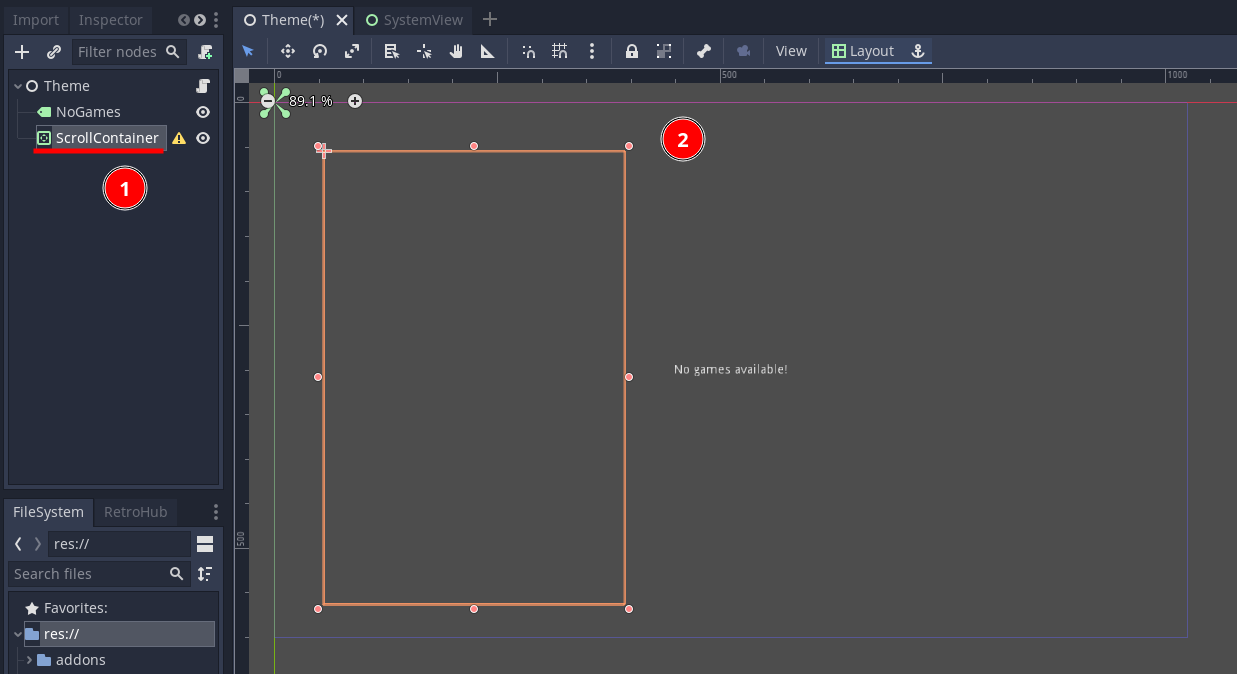 Import Inspector
Theme(*) SystemView
Filter nodes
View Layout
0 500 1000
Theme
0
89.1 %
NoGames
ScrollContainer
2
1
No games available!
FileSystem RetroHub
500
res://
Search files
Favorites:
res://
addons